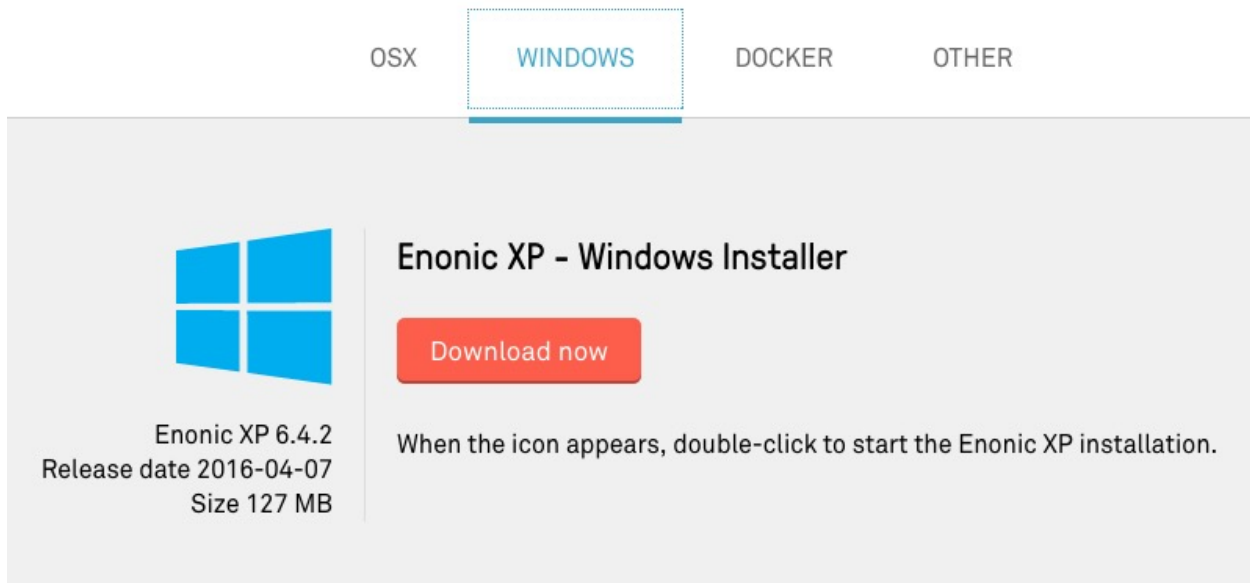 OSX WINDOWS DOCKER OTHER
Enonic XP - Windows Installer
Download now
Enonic XP 6.4.2
Release date 2016-04-07
Size 127 MB
When the icon appears, double-click to start the Enonic XP installation.